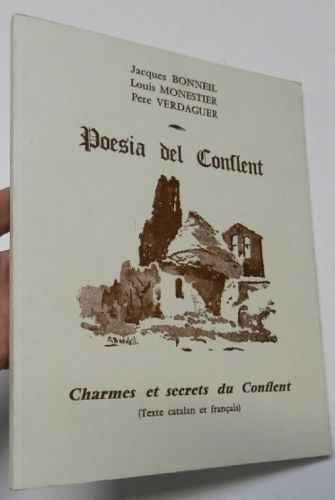 Jacques BONNEIL
Louis MONESTIER
Pere VERDAGUER
Poesia del Conflent
Charmes et secrets du Conflent
(Texte catalan et français)